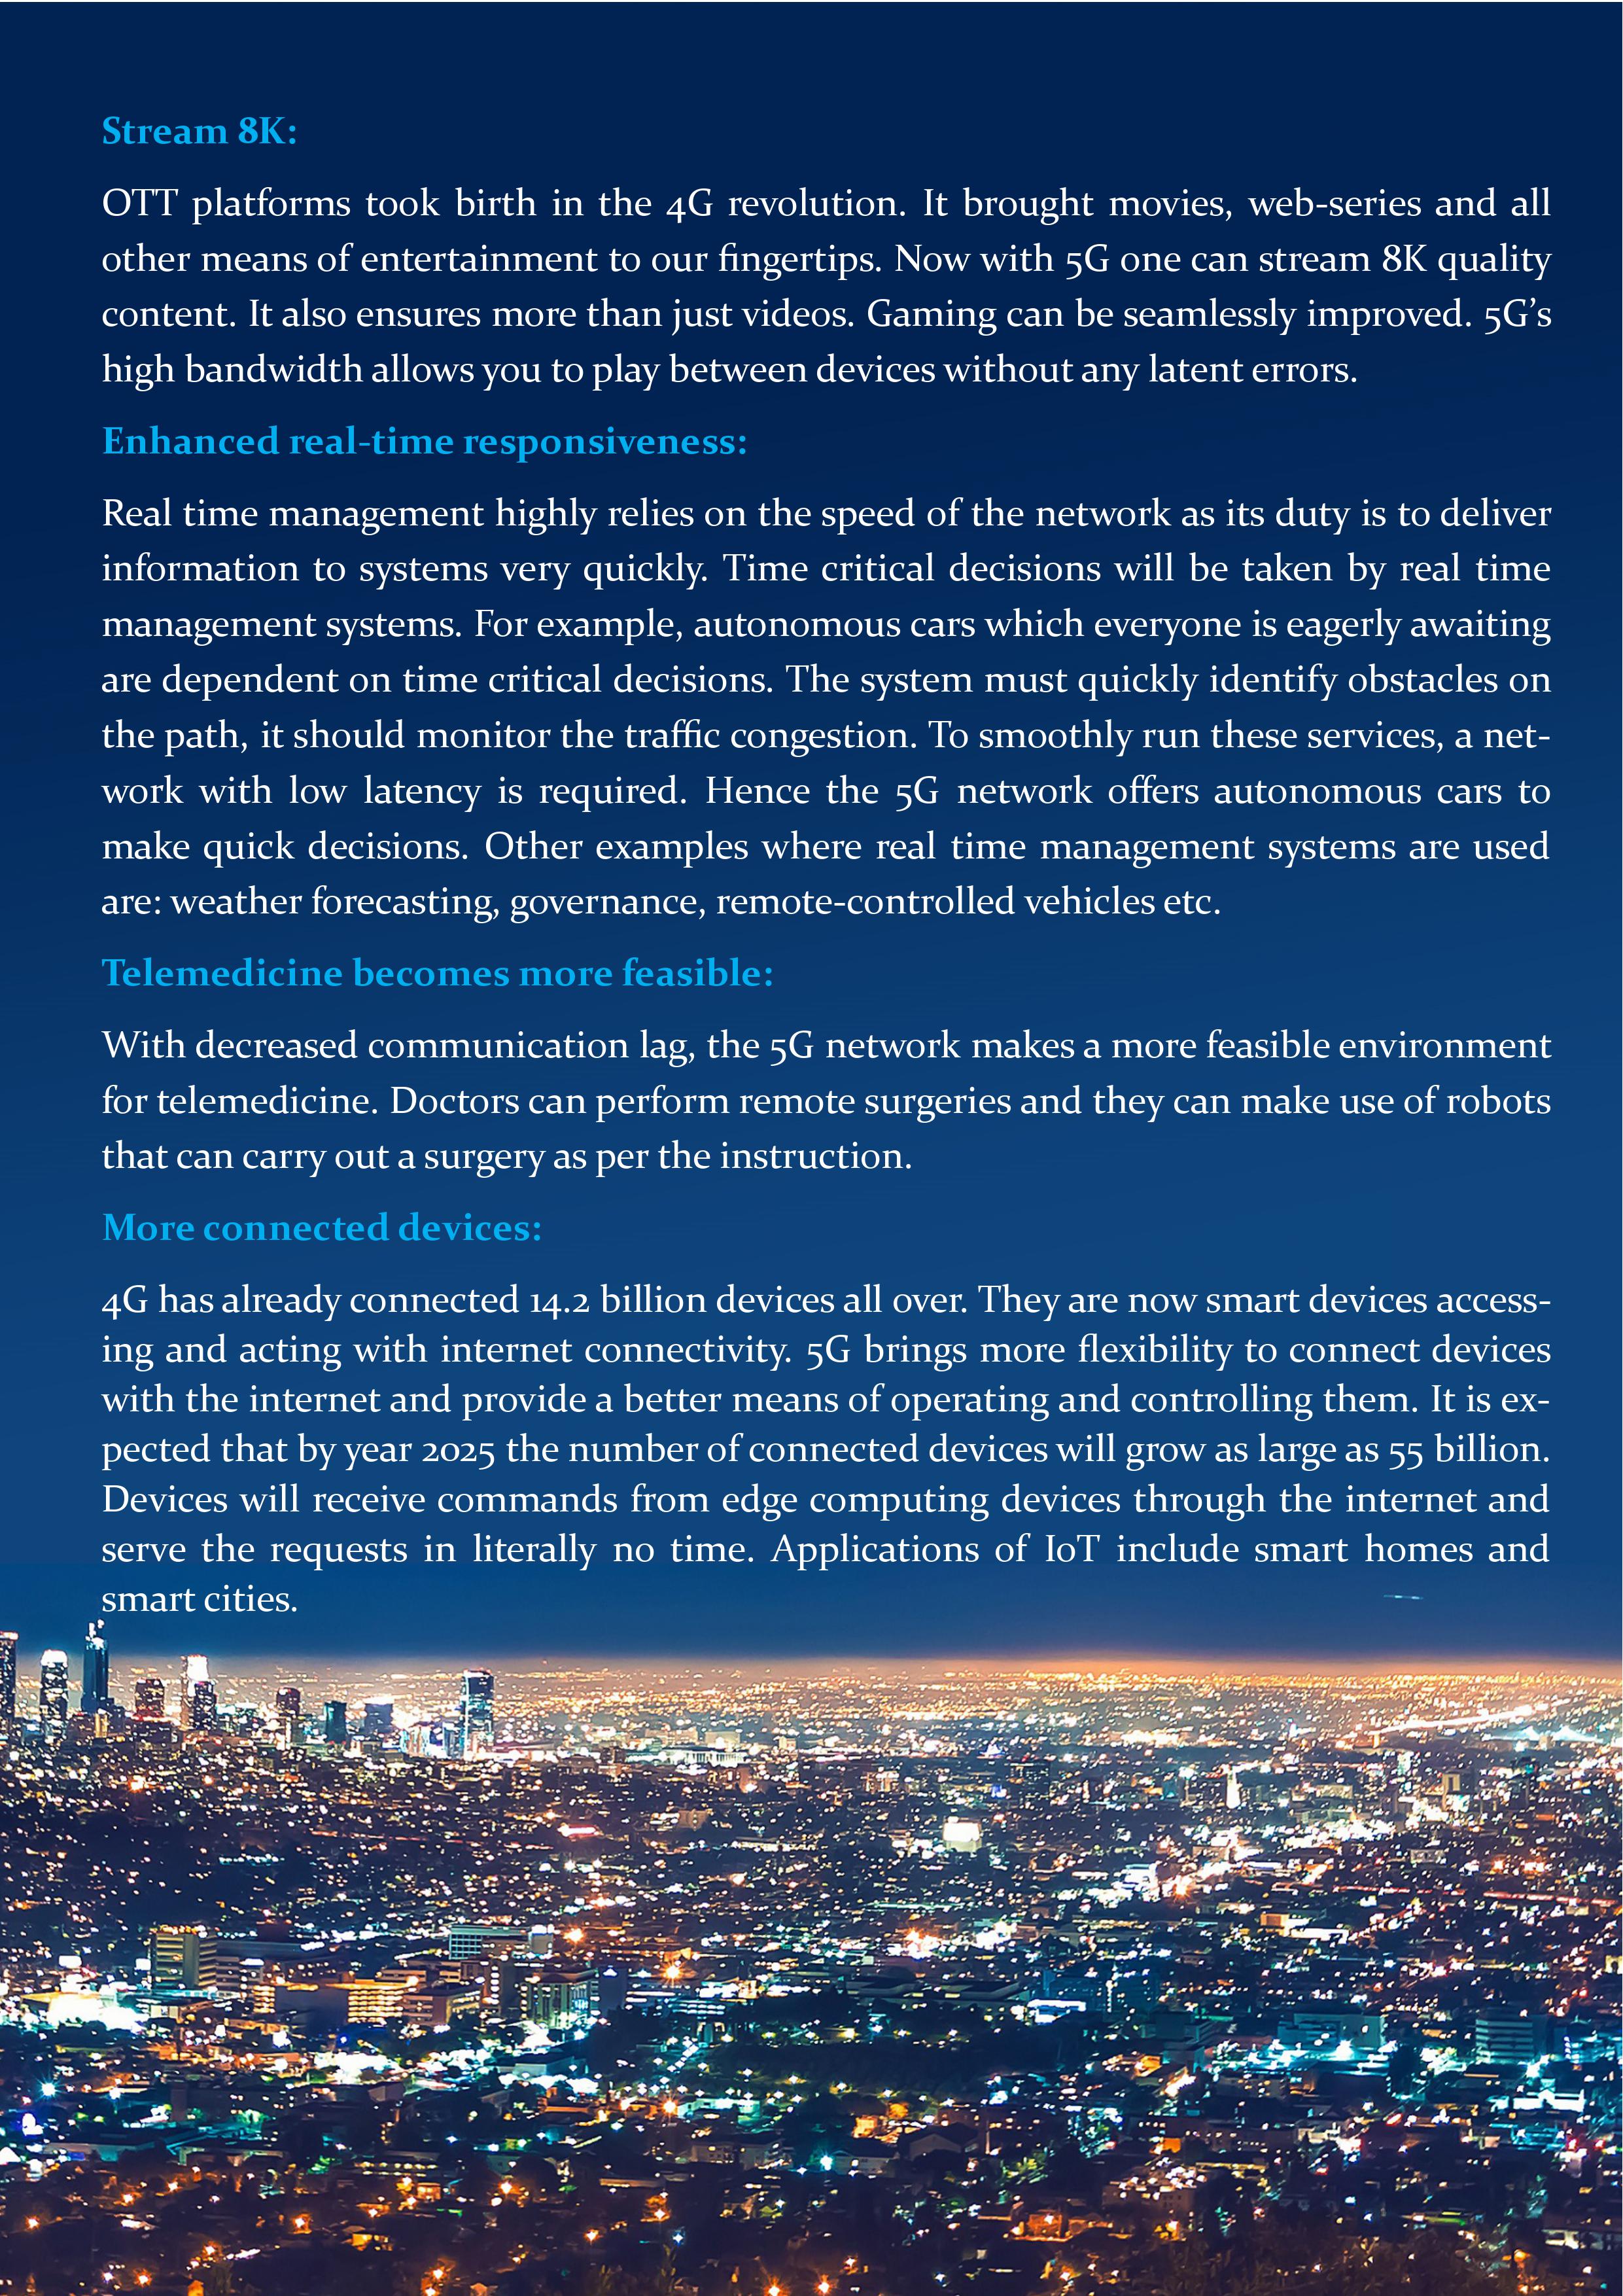 Stream 8K:
OTT platforms took birth in the 4G revolution. It brought movies, web-series and all
other means of entertainment to our fingertips. Now with 5G one can stream 8K quality
content. It also ensures more than just videos. Gaming can be seamlessly improved. 5G’s
high bandwidth allows you to play between devices without any latent errors.
Enhanced real-time responsiveness:
Real time management highly relies on the speed of the network as its duty is to deliver
information to systems very quickly. Time critical decisions will be taken by real time
management systems. For example, autonomous cars which everyone is eagerly awaiting
are dependent on time critical decisions. The system must quickly identify obstacles on
the path, it should monitor the traffic congestion. To smoothly run these services, a net-
work with low latency is required. Hence the 5G network offers autonomous cars to
make quick decisions. Other examples where real time management systems are used
are: weather forecasting, governance, remote-controlled vehicles etc.
Telemedicine becomes more feasible:
With decreased communication lag, the 5G network makes a more feasible environment
for telemedicine. Doctors can perform remote surgeries and they can make use of robots
that can carry out a surgery as per the instruction.
More connected devices:
4G has already connected 14.2 billion devices all over. They are now smart devices access-
ing and acting with internet connectivity. 5G brings more flexibility to connect devices
with the internet and provide a better means of operating and controlling them. It is ex-
pected that by year 2025 the number of connected devices will grow as large as 55 billion.
Devices will receive commands from edge computing devices through the internet and
serve the requests in literally no time. Applications of IoT include smart homes and
smart cities.